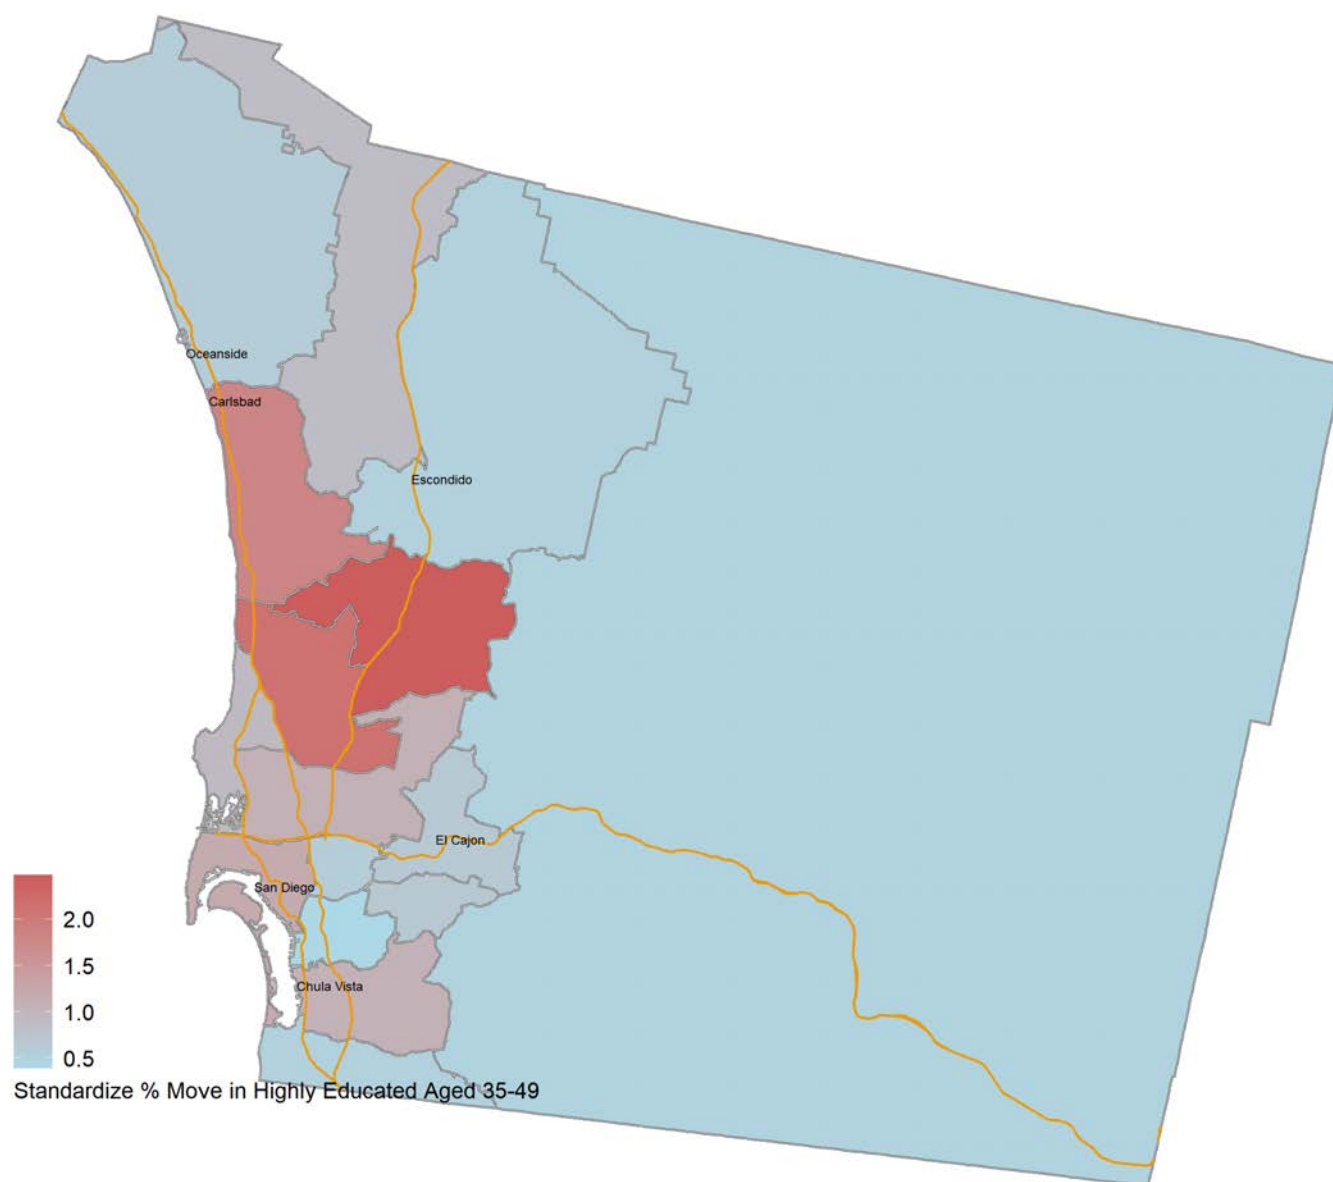 Oceanside
Carlsbad
Escondido
El Cajon
San Diego
Chula Vista
2.0
1.5
1.0
0.5
Standardize % Move in Highly Educated Aged 35-49